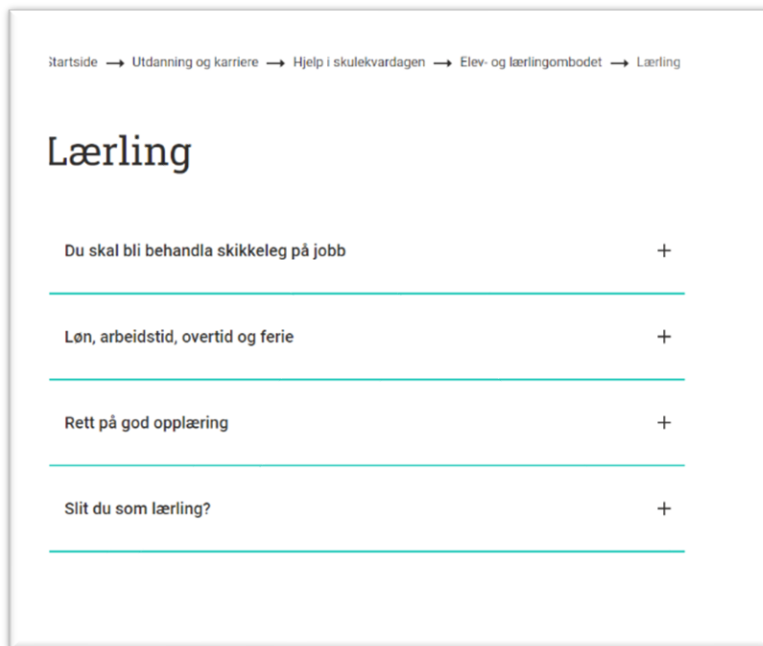 Startside → Utdanning og karriere → Hjelp i skulekvardagen → Elev- og lærlingombodet → Lærling
Lærling
Du skal bli behandla skikkeleg på jobb +
Løn, arbeidstid, overtid og ferie +
Rett på god opplæring +
Slit du som lærling? +